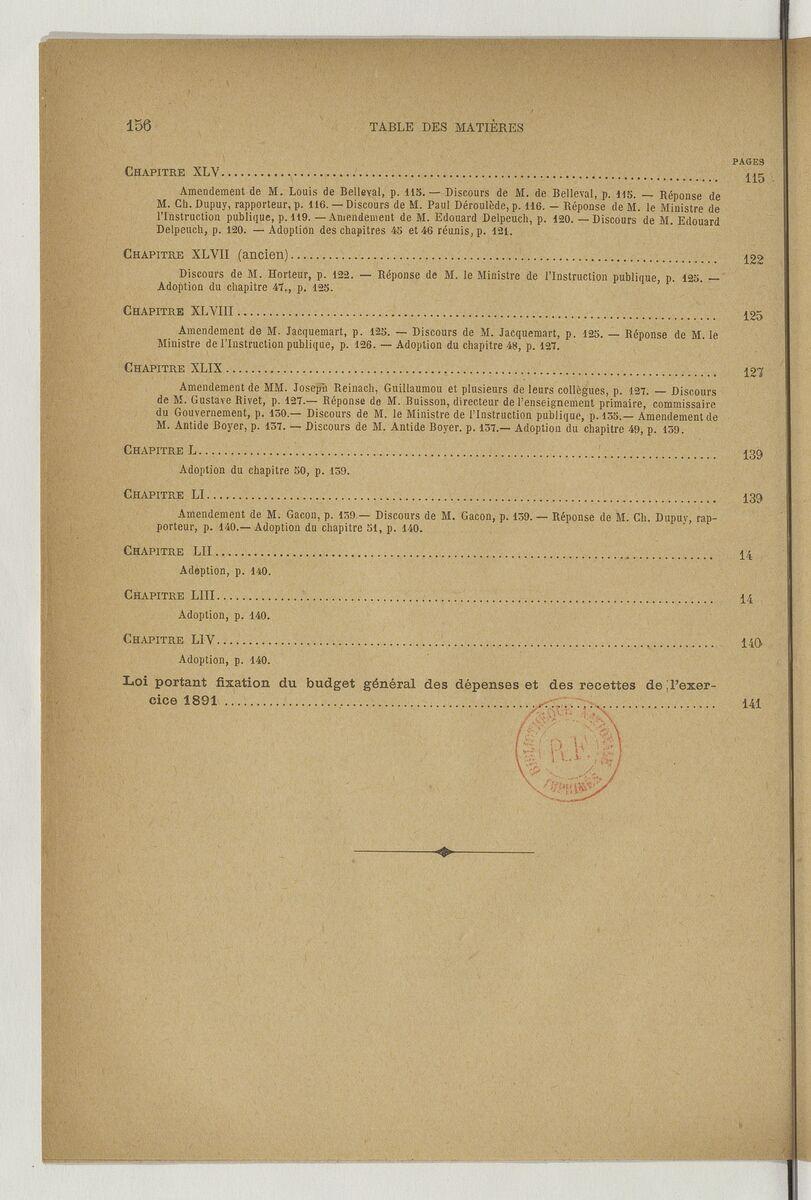 156
TABLE DES MATIÈRES
PAGES
CHAPITRE XLV........ 115
Amendement de M. Louis de Belleval, p. 115. — Discours de M. de Belleval, p. 115. — Réponse de
M. Ch. Dupuy, rapporteur, p. 116. — Discours de M. Paul Déroulède, p. 116. — Réponse de M. le Ministre de
l'Instruction publique, p. 119. — Amendement de M. Edouard Delpeuch, p. 120. — Discours de M. Edouard
Delpeuch, p. 120. — Adoption des chapitres 45 et 46 réunis, p. 121.
CHAPITRE XLVII (ancien)........ 122
Discours de M. Horteur, p. 122. — Réponse de M. le Ministre de l'Instruction publique, p. 125. —
Adoption du chapitre 47., p. 125.
CHAPITRE XLVIII........ 125
Amendement de M. Jacquemart, p. 125. — Discours de M. Jacquemart, p. 125. — Réponse de M. le
Ministre de l'Instruction publique, p. 126. — Adoption du chapitre 48, p. 127.
CHAPITRE XLIX........ 127
Amendement de MM. Joseph Reinach, Guillaumou et plusieurs de leurs collègues, p. 127. — Discours
de M. Gustave Rivet, p. 127.— Réponse de M. Buisson, directeur de l'enseignement primaire, commissaire
du Gouvernement, p. 130.— Discours de M. le Ministre de l'Instruction publique, p. 135.— Amendement de
M. Antide Boyer, p. 137. — Discours de M. Antide Boyer. p. 137.— Adoption du chapitre 49, p. 139.
CHAPITRE L........ 139
Adoption du chapitre 50, p. 139.
CHAPITRE LI........ 139
Amendement de M. Gacon, p. 139.— Discours de M. Gacon, p. 139. — Réponse de M. Ch. Dupuy, rap-
porteur, p. 140.— Adoption du chapitre 51, p. 140.
CHAPITRE LII........ 14
Adoption, p. 140.
CHAPITRE LIII........ 14
Adoption, p. 140.
CHAPITRE LIV........ 140
Adoption, p. 140.
Loi portant fixation du budget général des dépenses et des recettes de l'exer-
cice 1891........ 141
BIBLIOTHÈQUE NATIONALE
R.F.
IMPRIMÉS